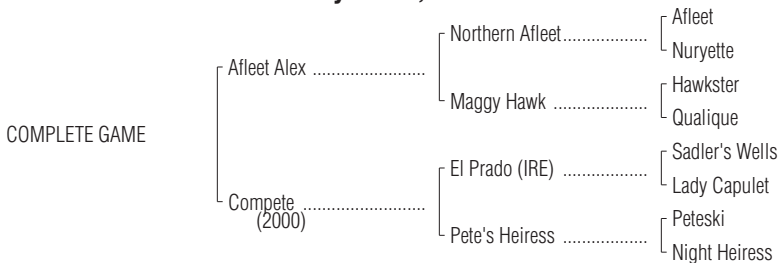 Afleet
Northern Afleet...................
Nuryette
Afleet Alex ........................
Hawkster
Maggy Hawk .....................
Qualique
COMPLETE GAME
Sadler's Wells
El Prado (IRE) ...................
Lady Capulet
Compete ..........................
(2000)
Peteski
Pete's Heiress ...................
Night Heiress